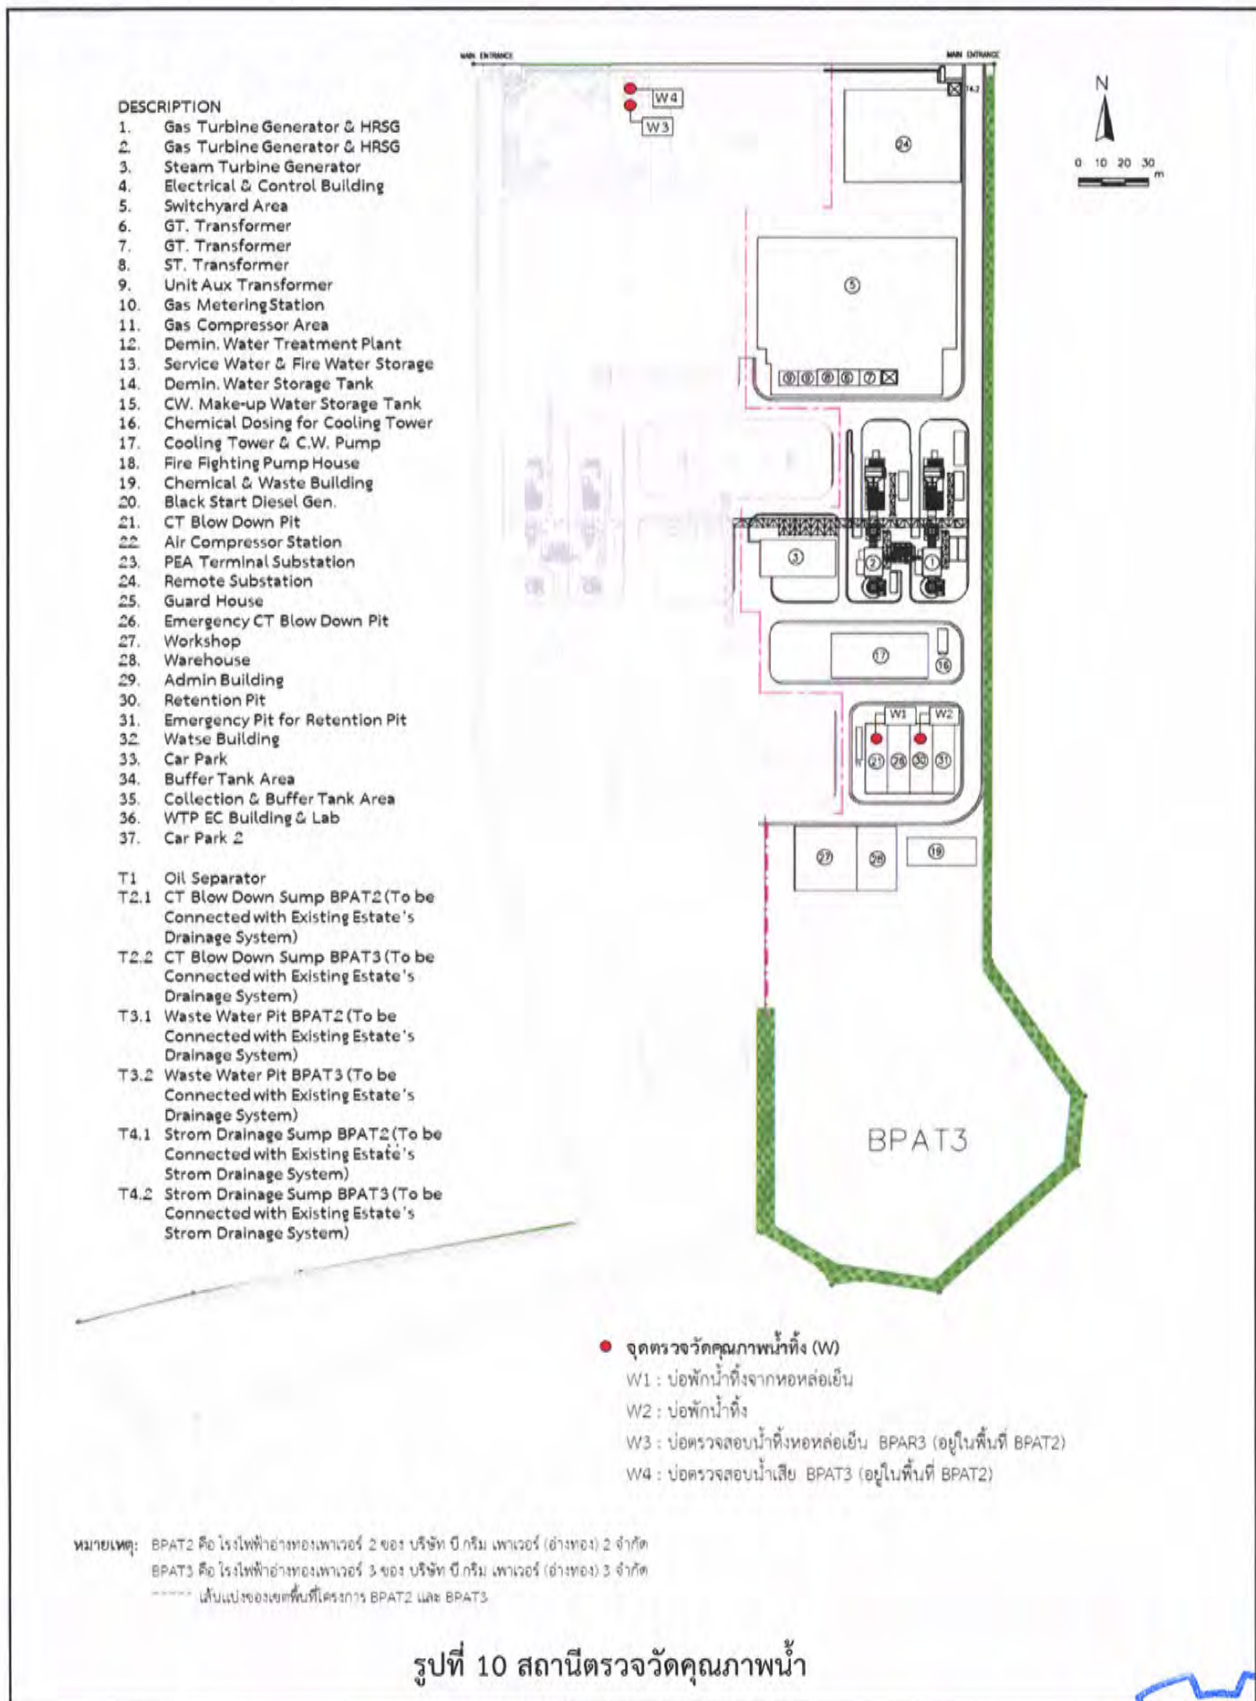 MAIN ENTRANCE
MAIN ENTRANCE
W4
W3
14.2
24
N
0 10 20 30
m
DESCRIPTION
1. Gas Turbine Generator & HRSG
2. Gas Turbine Generator & HRSG
3. Steam Turbine Generator
4. Electrical & Control Building
5. Switchyard Area
6. GT. Transformer
7. GT. Transformer
8. ST. Transformer
9. Unit Aux Transformer
10. Gas Metering Station
11. Gas Compressor Area
12. Demin. Water Treatment Plant
13. Service Water & Fire Water Storage
14. Demin. Water Storage Tank
15. CW. Make-up Water Storage Tank
16. Chemical Dosing for Cooling Tower
17. Cooling Tower & C.W. Pump
18. Fire Fighting Pump House
19. Chemical & Waste Building
20. Black Start Diesel Gen.
21. CT Blow Down Pit
22. Air Compressor Station
23. PEA Terminal Substation
24. Remote Substation
25. Guard House
26. Emergency CT Blow Down Pit
27. Workshop
28. Warehouse
29. Admin Building
30. Retention Pit
31. Emergency Pit for Retention Pit
32. Watse Building
33. Car Park
34. Buffer Tank Area
35. Collection & Buffer Tank Area
36. WTP EC Building & Lab
37. Car Park 2
T1 Oil Separator
T2.1 CT Blow Down Sump BPAT2 (To be
Connected with Existing Estate's
Drainage System)
T2.2 CT Blow Down Sump BPAT3 (To be
Connected with Existing Estate's
Drainage System)
T3.1 Waste Water Pit BPAT2 (To be
Connected with Existing Estate's
Drainage System)
T3.2 Waste Water Pit BPAT3 (To be
Connected with Existing Estate's
Drainage System)
T4.1 Strom Drainage Sump BPAT2 (To be
Connected with Existing Estate's
Strom Drainage System)
T4.2 Strom Drainage Sump BPAT3 (To be
Connected with Existing Estate's
Strom Drainage System)
5
9 9 8 6 7
3
2
1
17
16
W1
W2
21 26 30 31
27
28
19
BPAT3
จุดตรวจวัดคุณภาพน้ำทิ้ง (W)
W1 : บ่อพักน้ำทิ้งจากหอหล่อเย็น
W2 : บ่อพักน้ำทิ้ง
W3 : บ่อตรวจสอบน้ำทิ้งหอหล่อเย็น BPAR3 (อยู่ในพื้นที่ BPAT2)
W4 : บ่อตรวจสอบน้ำเสีย BPAT3 (อยู่ในพื้นที่ BPAT2)
หมายเหตุ: BPAT2 คือ โรงไฟฟ้าอ่างทองเพาเวอร์ 2 ของ บริษัท บี.กริม เพาเวอร์ (อ่างทอง) 2 จำกัด
BPAT3 คือ โรงไฟฟ้าอ่างทองเพาเวอร์ 3 ของ บริษัท บี.กริม เพาเวอร์ (อ่างทอง) 3 จำกัด
----- เส้นแบ่งของเขตพื้นที่โครงการ BPAT2 และ BPAT3
รูปที่ 10 สถานีตรวจวัดคุณภาพน้ำ